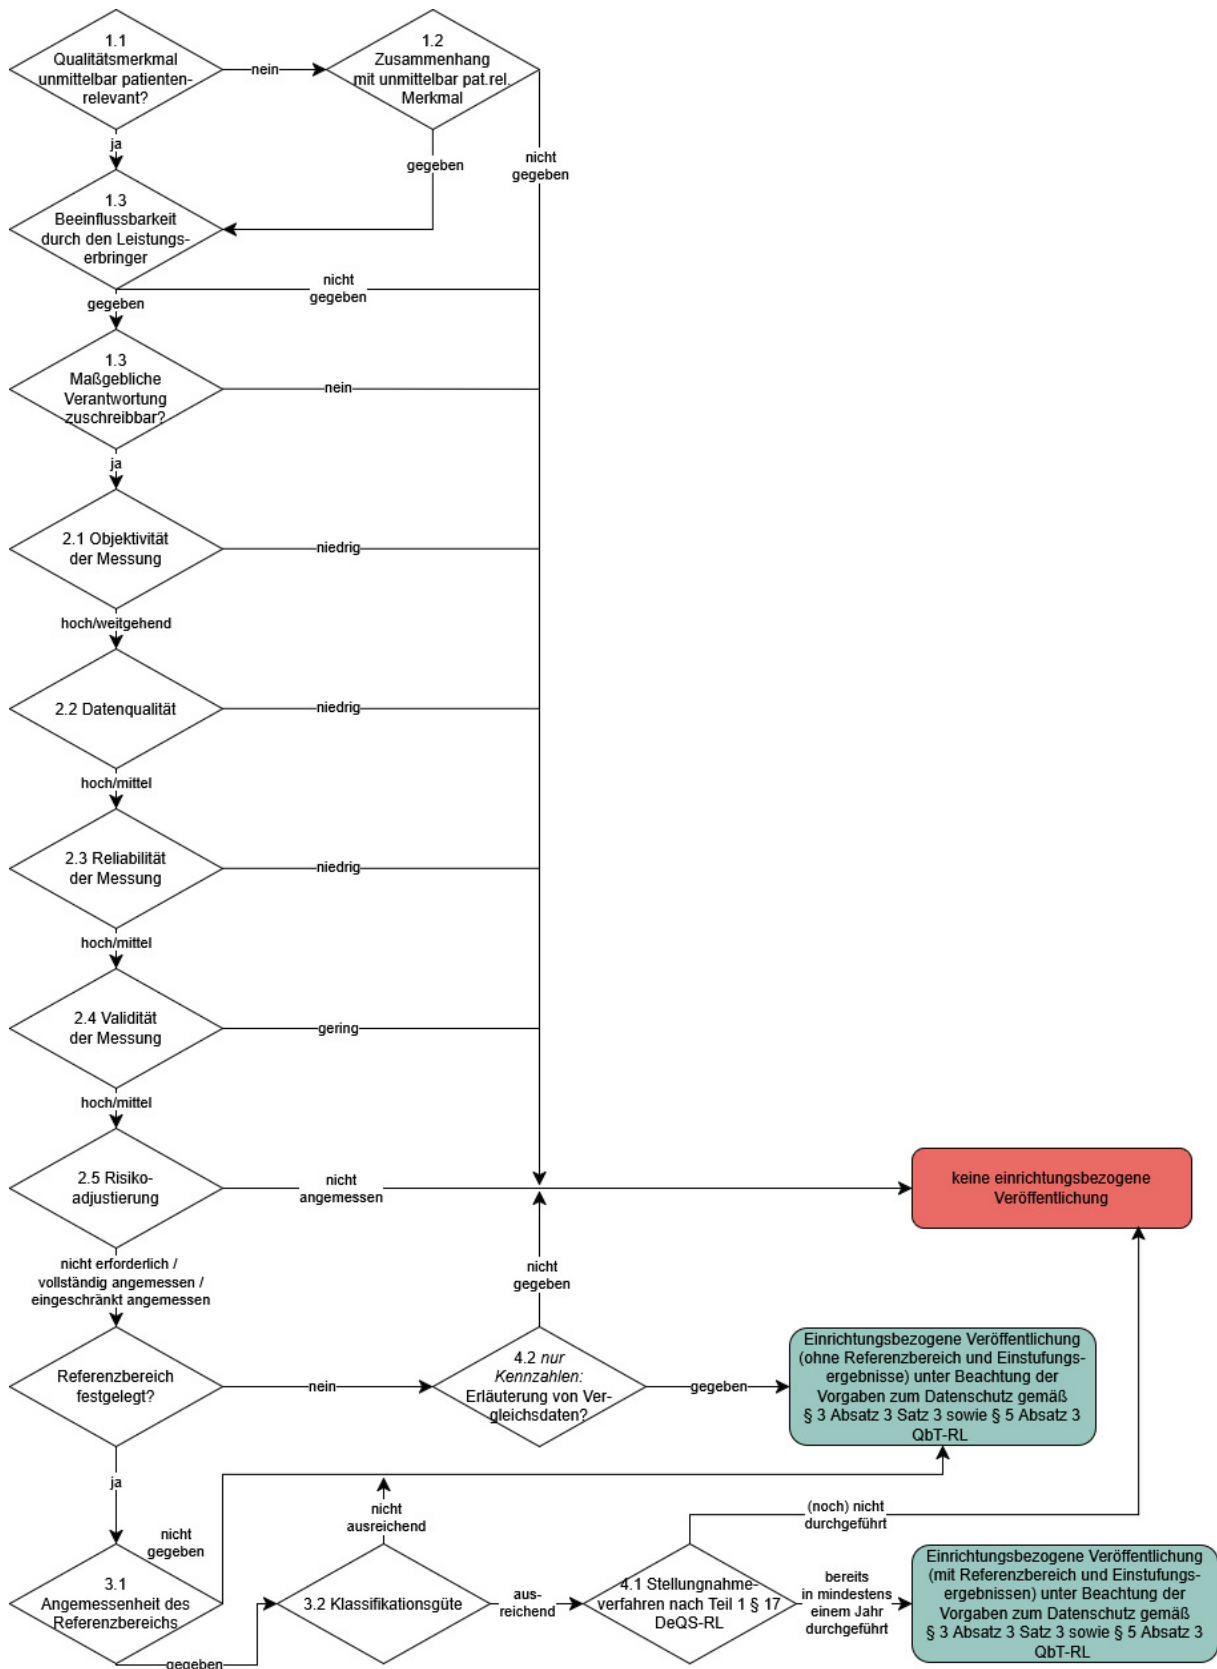 1.1
Qualitätsmerkmal
unmittelbar patienten-
relevant?
nein
1.2
Zusammenhang
mit unmittelbar pat.rel.
Merkmal
ja
gegeben
nicht
gegeben
1.3
Beeinflussbarkeit
durch den Leistungs-
erbringer
nicht
gegeben
gegeben
1.3
Maßgebliche
Verantwortung
zuschreibbar?
nein
ja
2.1 Objektivität
der Messung
niedrig
hoch/weitgehend
2.2 Datenqualität
niedrig
hoch/mittel
2.3 Reliabilität
der Messung
niedrig
hoch/mittel
2.4 Validität
der Messung
gering
hoch/mittel
2.5 Risiko-
adjustierung
nicht
angemessen
keine einrichtungsbezogene
Veröffentlichung
nicht erforderlich /
vollständig angemessen /
eingeschränkt angemessen
nicht
gegeben
Referenzbereich
festgelegt?
nein
4.2 nur
Kennzahlen:
Erläuterung von Ver-
gleichsdaten?
gegeben
Einrichtungsbezogene Veröffentlichung
(ohne Referenzbereich und Einstufungs-
ergebnisse) unter Beachtung der
Vorgaben zum Datenschutz gemäß
§ 3 Absatz 3 Satz 3 sowie § 5 Absatz 3
QbT-RL
ja
nicht
gegeben
nicht
ausreichend
(noch) nicht
durchgeführt
3.1
Angemessenheit des
Referenzbereichs
gegeben
3.2 Klassifikationsgüte
aus-
reichend
4.1 Stellungnahme-
verfahren nach Teil 1 § 17
DeQS-RL
bereits
in mindestens
einem Jahr
durchgeführt
Einrichtungsbezogene Veröffentlichung
(mit Referenzbereich und Einstufungs-
ergebnissen) unter Beachtung der
Vorgaben zum Datenschutz gemäß
§ 3 Absatz 3 Satz 3 sowie § 5 Absatz 3
QbT-RL